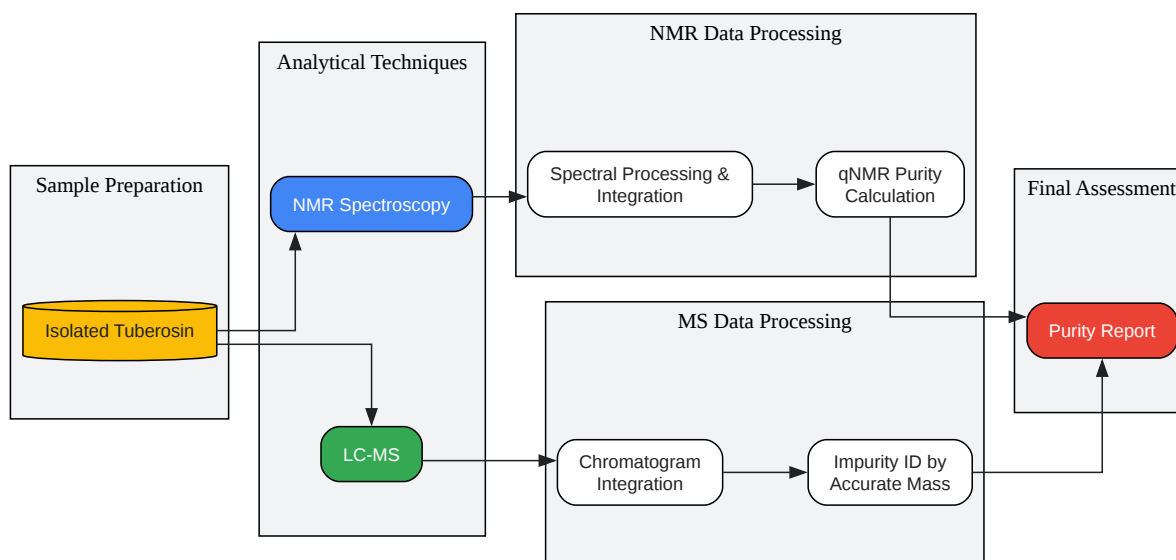 Sample Preparation
Isolated Tuberosin
Analytical Techniques
NMR Spectroscopy
LC-MS
NMR Data Processing
Spectral Processing &
Integration
qNMR Purity
Calculation
MS Data Processing
Chromatogram
Integration
Impurity ID by
Accurate Mass
Final Assessment
Purity Report